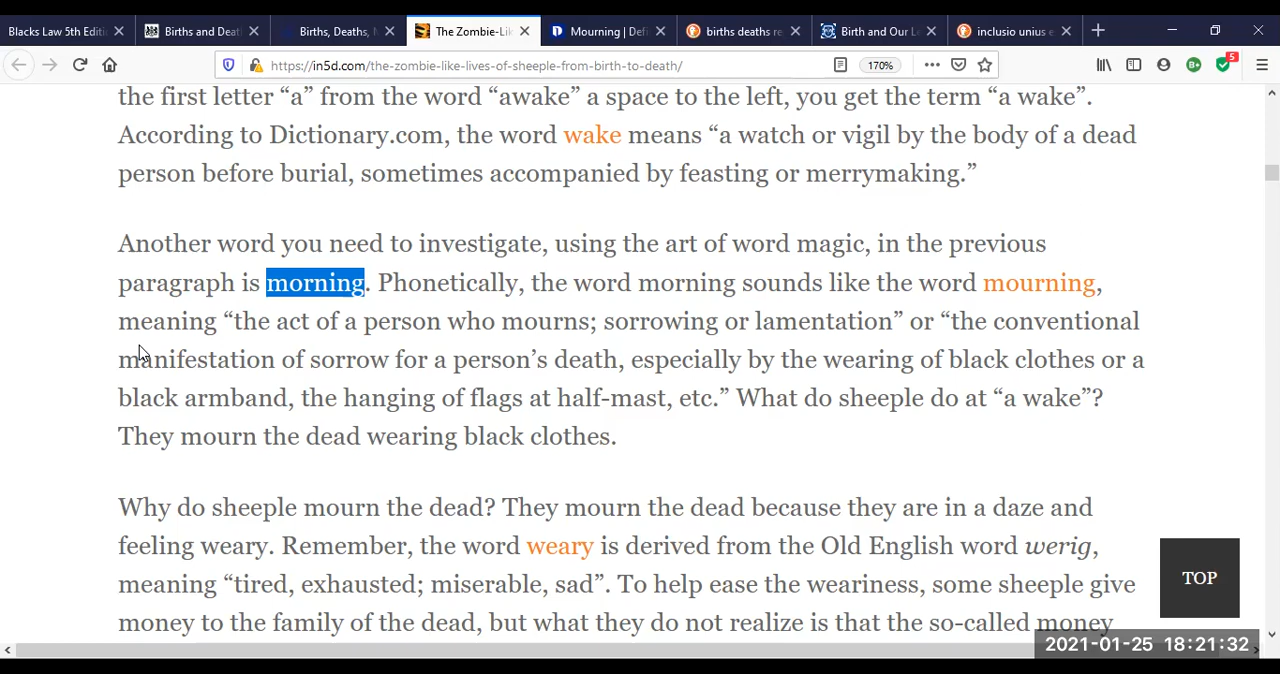 Blacks Law 5th Editi
Births and Deat
Births, Deaths, M
The Zombie-Lik
Mourning | Defi
births deaths re
Birth and Our Le
inclusio unius e
https://in5d.com/the-zombie-like-lives-of-sheeple-from-birth-to-death/
170%
5
the first letter “a” from the word “awake” a space to the left, you get the term “a wake”.
According to Dictionary.com, the word wake means “a watch or vigil by the body of a dead
person before burial, sometimes accompanied by feasting or merrymaking.”
Another word you need to investigate, using the art of word magic, in the previous
paragraph is morning. Phonetically, the word morning sounds like the word mourning,
meaning “the act of a person who mourns; sorrowing or lamentation” or “the conventional
manifestation of sorrow for a person’s death, especially by the wearing of black clothes or a
black armband, the hanging of flags at half-mast, etc.” What do sheeple do at “a wake”?
They mourn the dead wearing black clothes.
Why do sheeple mourn the dead? They mourn the dead because they are in a daze and
feeling weary. Remember, the word weary is derived from the Old English word werig,
meaning “tired, exhausted; miserable, sad”. To help ease the weariness, some sheeple give
money to the family of the dead, but what they do not realize is that the so-called money
TOP
2021-01-25 18:21:32